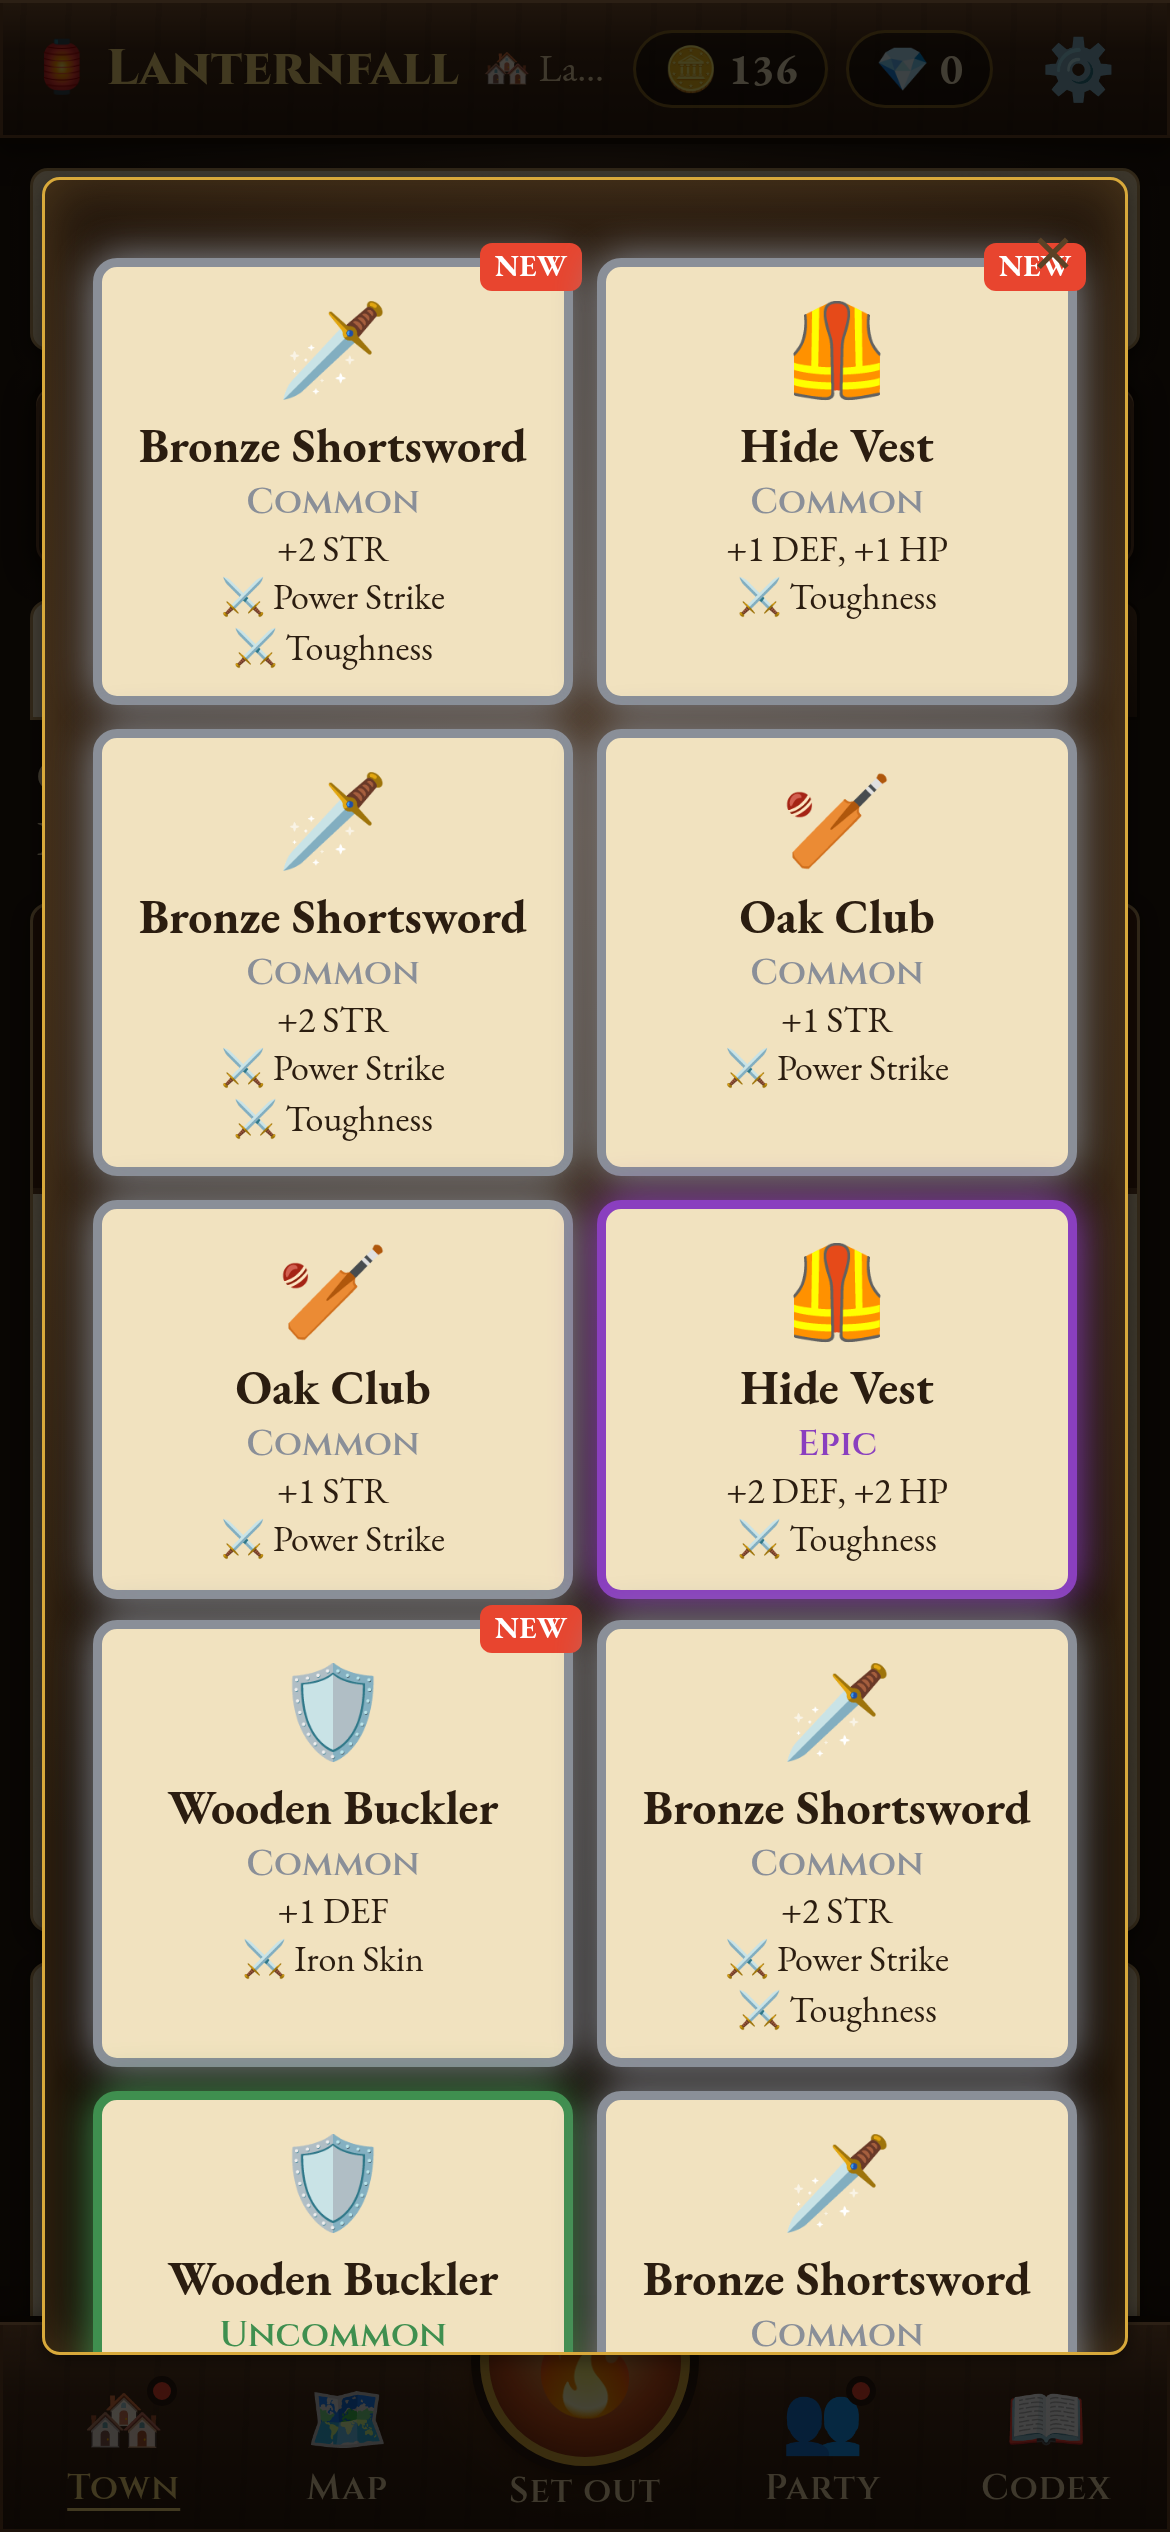 Lanternfall La... 136 0
NEW NEW
Bronze Shortsword
Common
+2 STR
Power Strike
Toughness
Hide Vest
Common
+1 DEF, +1 HP
Toughness
Bronze Shortsword
Common
+2 STR
Power Strike
Toughness
Oak Club
Common
+1 STR
Power Strike
Oak Club
Common
+1 STR
Power Strike
Hide Vest
Epic
+2 DEF, +2 HP
Toughness
NEW
Wooden Buckler
Common
+1 DEF
Iron Skin
Bronze Shortsword
Common
+2 STR
Power Strike
Toughness
Wooden Buckler
Uncommon
Bronze Shortsword
Common
Town Map Set out Party Codex